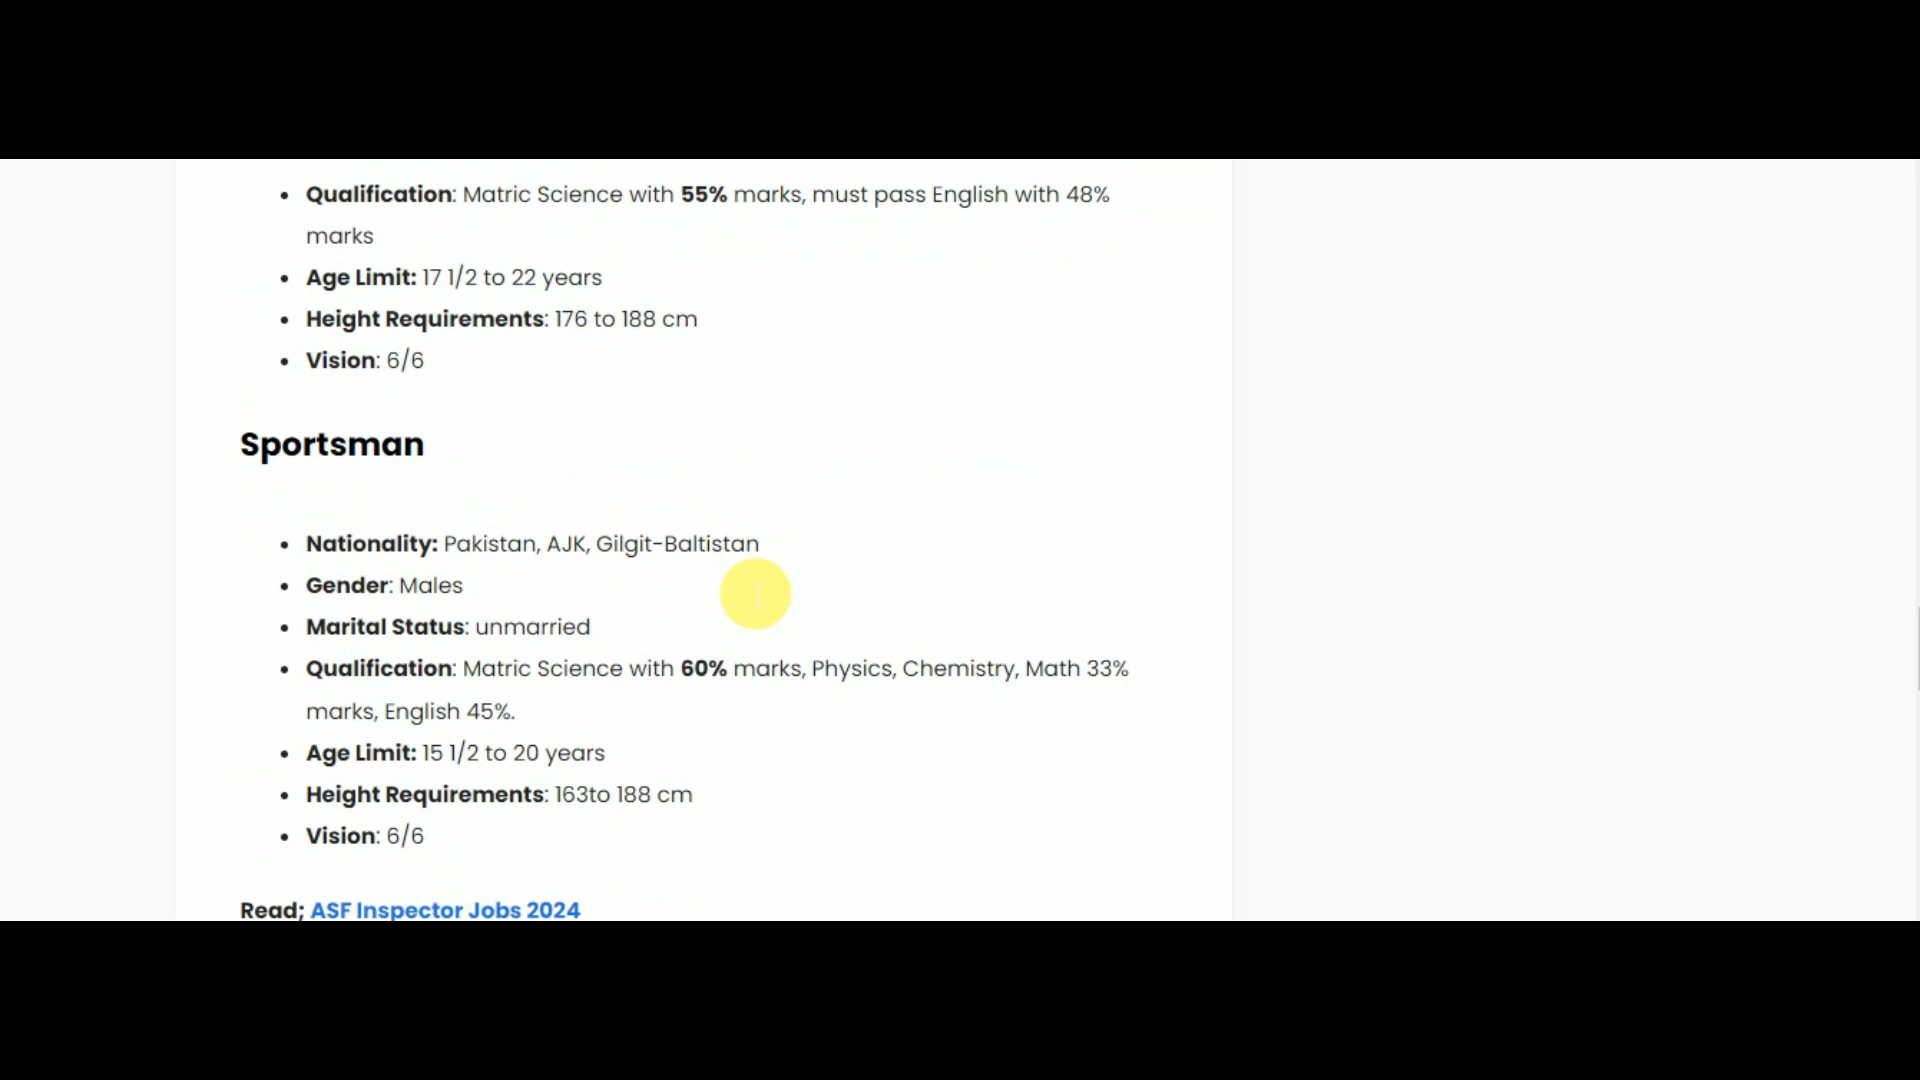 • Qualification: Matric Science with 55% marks, must pass English with 48%
marks
• Age Limit: 17 1/2 to 22 years
• Height Requirements: 176 to 188 cm
• Vision: 6/6
Sportsman
• Nationality: Pakistan, AJK, Gilgit-Baltistan
• Gender: Males
• Marital Status: unmarried
• Qualification: Matric Science with 60% marks, Physics, Chemistry, Math 33%
marks, English 45%.
• Age Limit: 15 1/2 to 20 years
• Height Requirements: 163to 188 cm
• Vision: 6/6
Read; ASF Inspector Jobs 2024